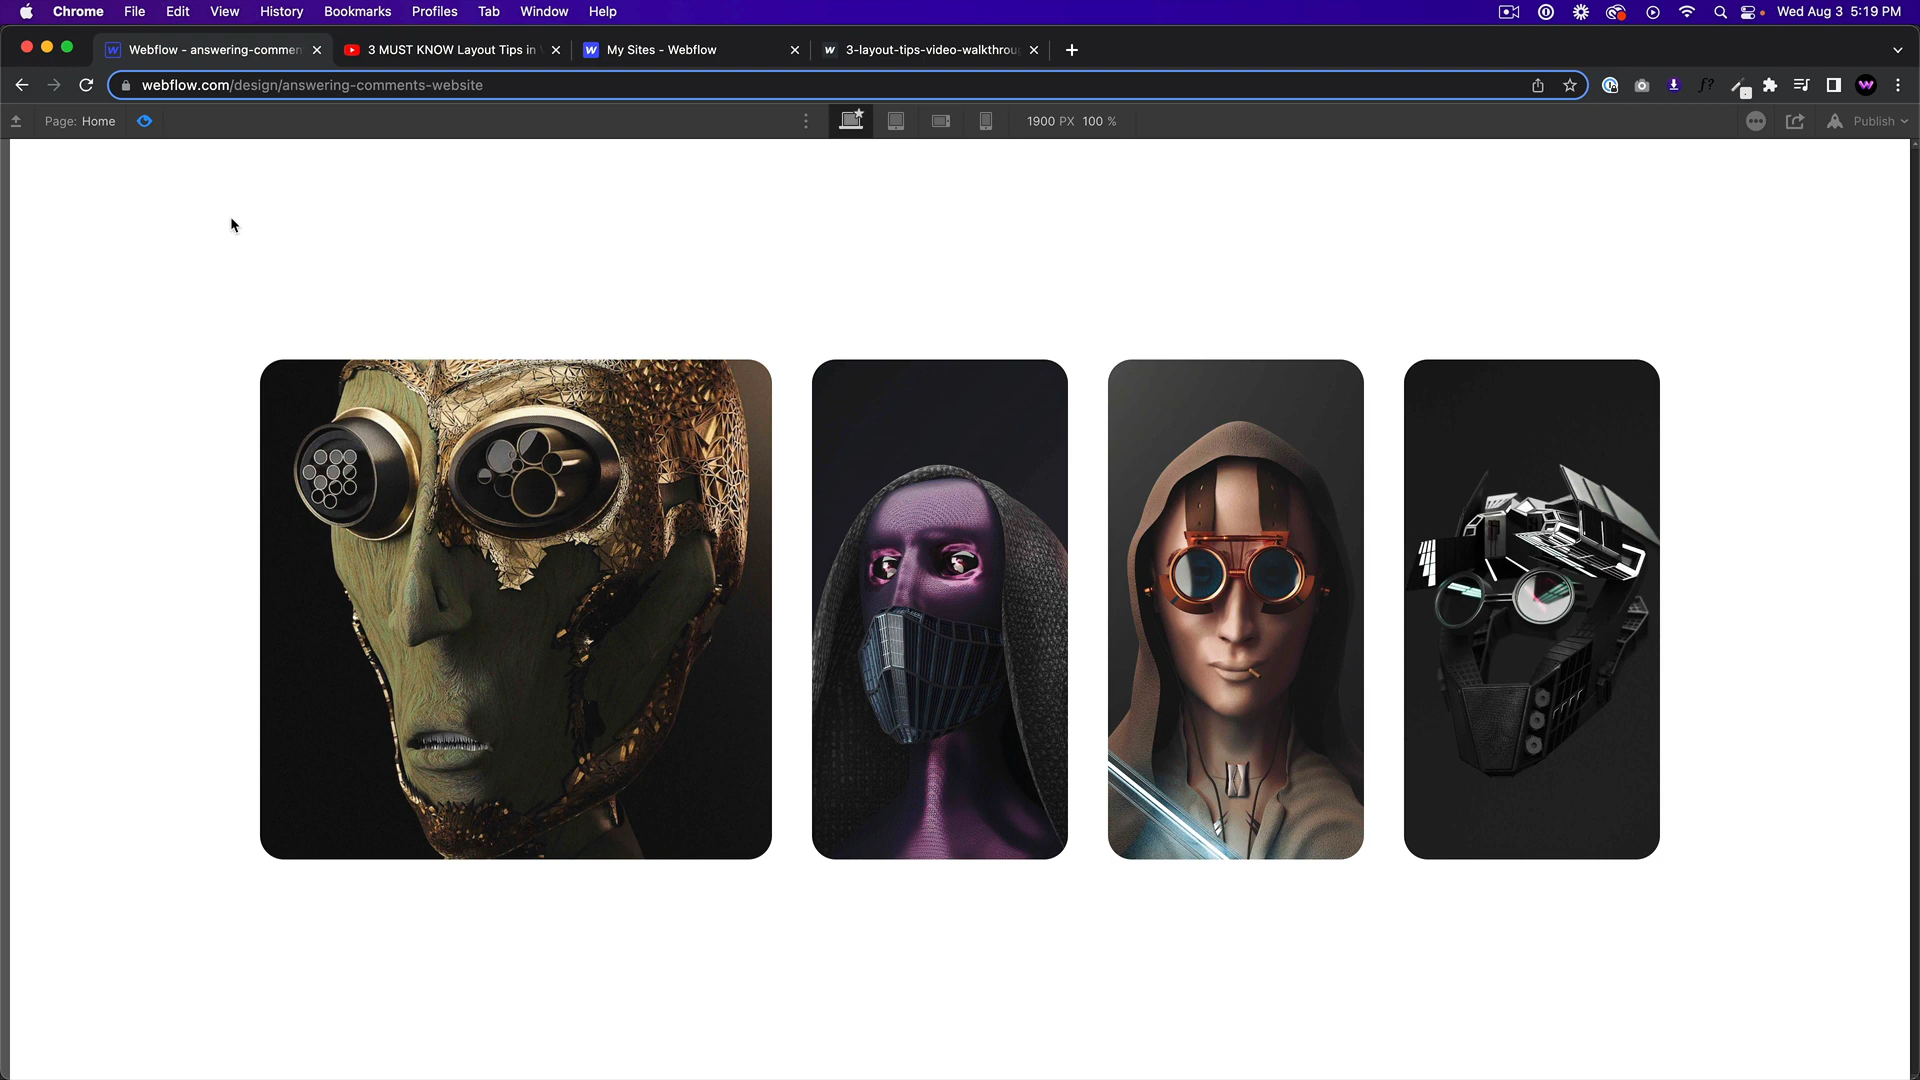 Chrome File Edit View History Bookmarks Profiles Tab Window Help Wed Aug 3 5:19 PM
Webflow - answering-commen 3 MUST KNOW Layout Tips in My Sites - Webflow 3-layout-tips-video-walkthrou
webflow.com/design/answering-comments-website f?
Page: Home 1900 PX 100 % Publish